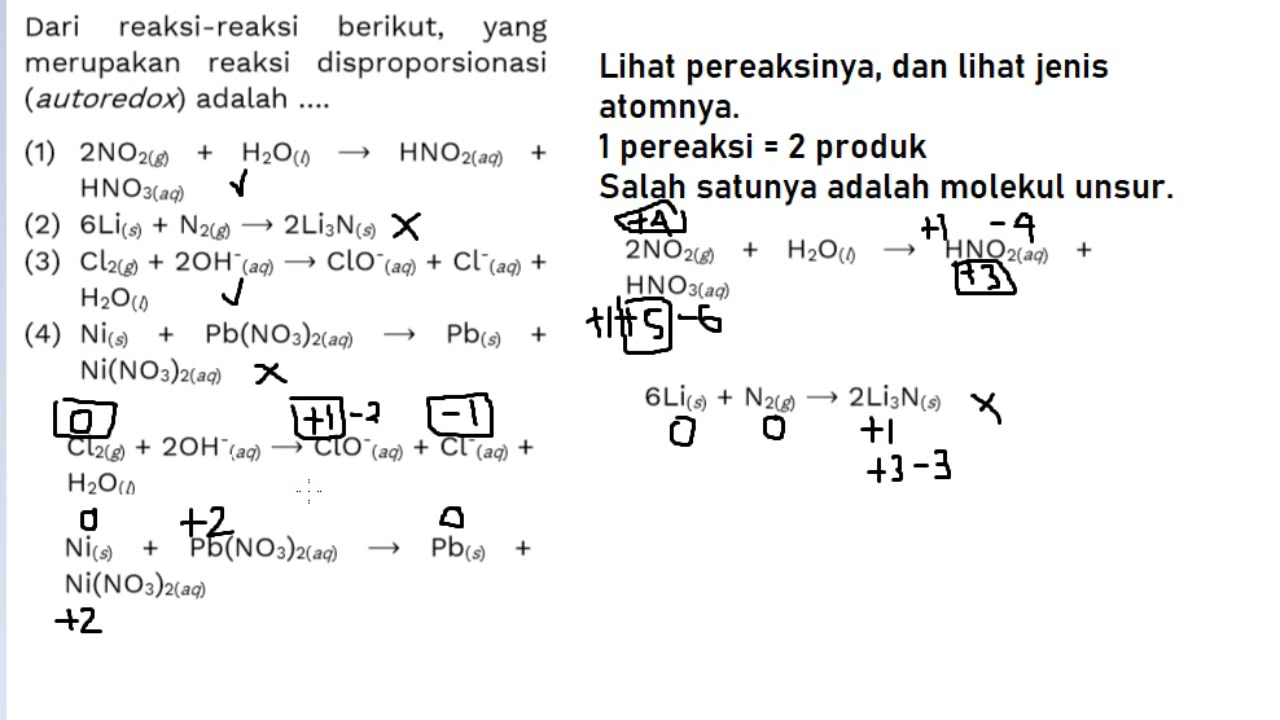 Dari reaksi-reaksi berikut, yang
merupakan reaksi disproporsionasi
(autoredox) adalah ....
(1) 2NO₂(g) + H₂O(l) → HNO₂(aq) +
HNO₃(aq) ✓
(2) 6Li(s) + N₂(g) → 2Li₃N(s) X
(3) Cl₂(g) + 2OH⁻(aq) → ClO⁻(aq) + Cl⁻(aq) +
H₂O(l) ✓
(4) Ni(s) + Pb(NO₃)₂(aq) → Pb(s) +
Ni(NO₃)₂(aq) X
0 +1 -2 -1
Cl₂(g) + 2OH⁻(aq) → ClO⁻(aq) + Cl⁻(aq) +
H₂O(l)
0 +2 0
Ni(s) + Pb(NO₃)₂(aq) → Pb(s) +
Ni(NO₃)₂(aq)
+2
Lihat pereaksinya, dan lihat jenis
atomnya.
1 pereaksi = 2 produk
Salah satunya adalah molekul unsur.
+4 +1 -4
2NO₂(g) + H₂O(l) → HNO₂(aq) +
+3
HNO₃(aq)
+1 +5 -6
6Li(s) + N₂(g) → 2Li₃N(s) X
0 0 +1
+3 -3